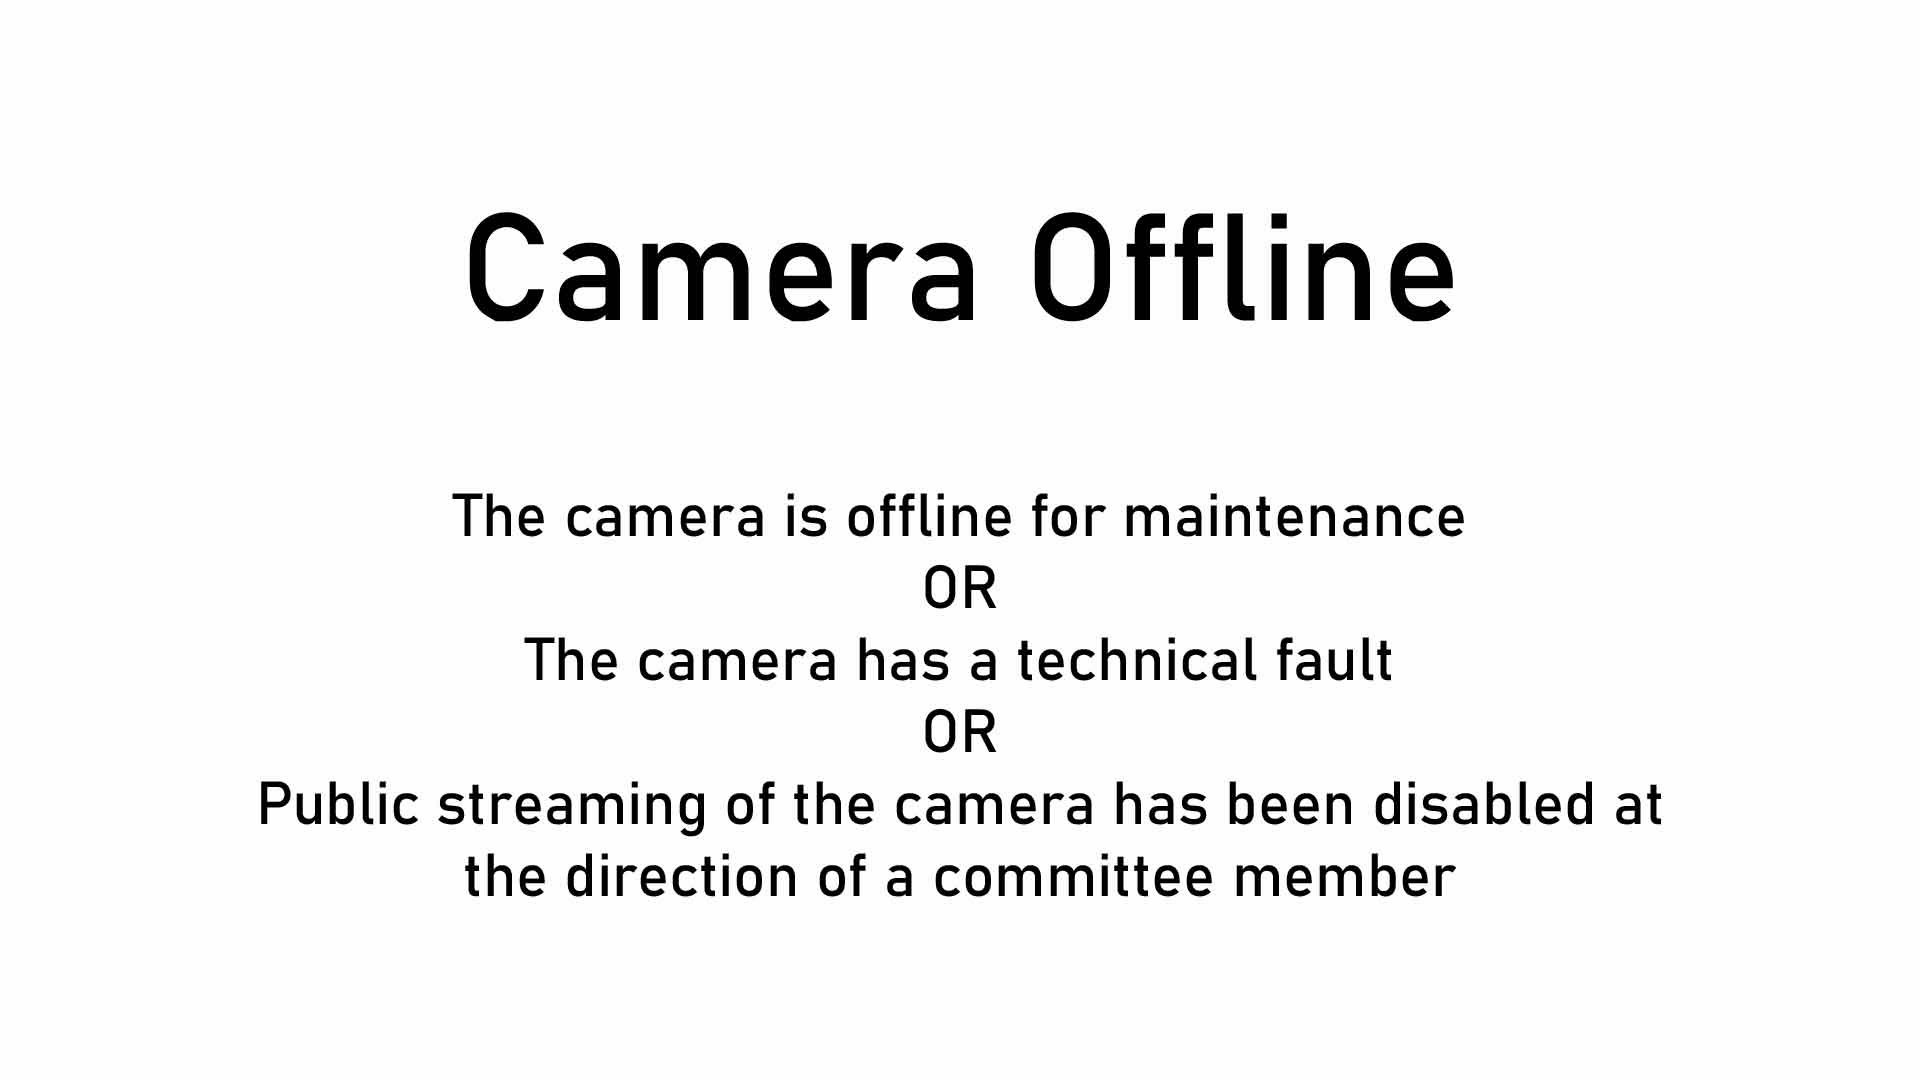 Camera Offline
The camera is offline for maintenance
OR
The camera has a technical fault
OR
Public streaming of the camera has been disabled at
the direction of a committee member